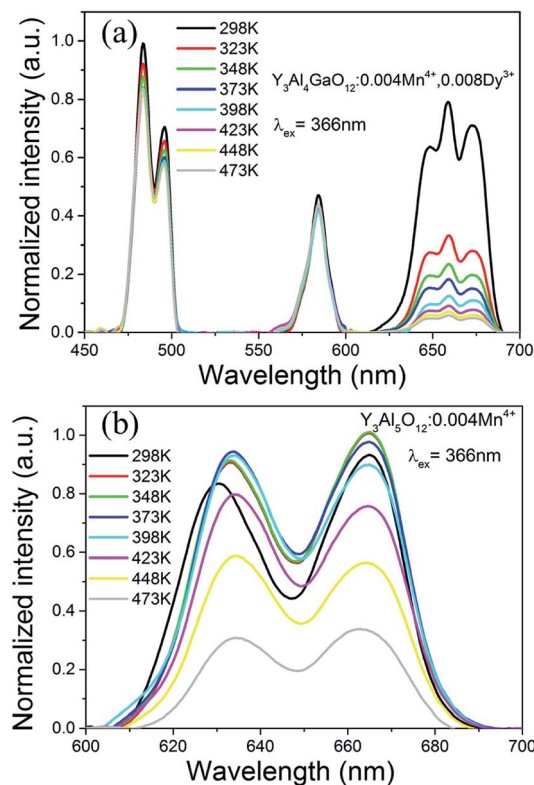 (a)
298K
323K
348K
373K
398K
423K
448K
473K
Y₃Al₄GaO₁₂:0.004Mn⁴⁺,0.008Dy³⁺
λₑₓ= 366nm
Normalized intensity (a.u.)
1.0
0.8
0.6
0.4
0.2
0.0
450 500 550 600 650 700
Wavelength (nm)
(b)
Y₃Al₅O₁₂:0.004Mn⁴⁺
λₑₓ= 366nm
298K
323K
348K
373K
398K
423K
448K
473K
Normalized intensity (a.u.)
1.0
0.8
0.6
0.4
0.2
0.0
600 620 640 660 680 700
Wavelength (nm)